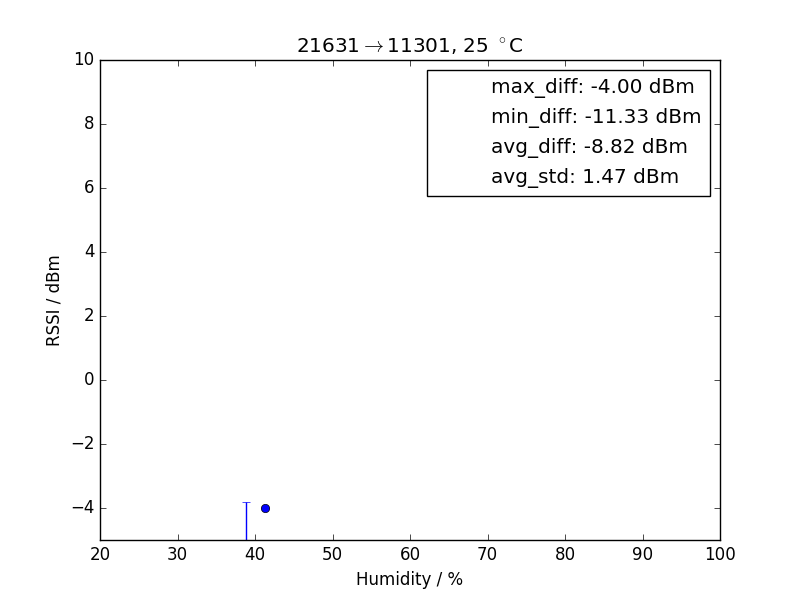 21631→11301, 25 °C
max_diff: -4.00 dBm
min_diff: -11.33 dBm
avg_diff: -8.82 dBm
avg_std: 1.47 dBm
10
8
6
4
2
0
−2
−4
RSSI / dBm
20 30 40 50 60 70 80 90 100
Humidity / %